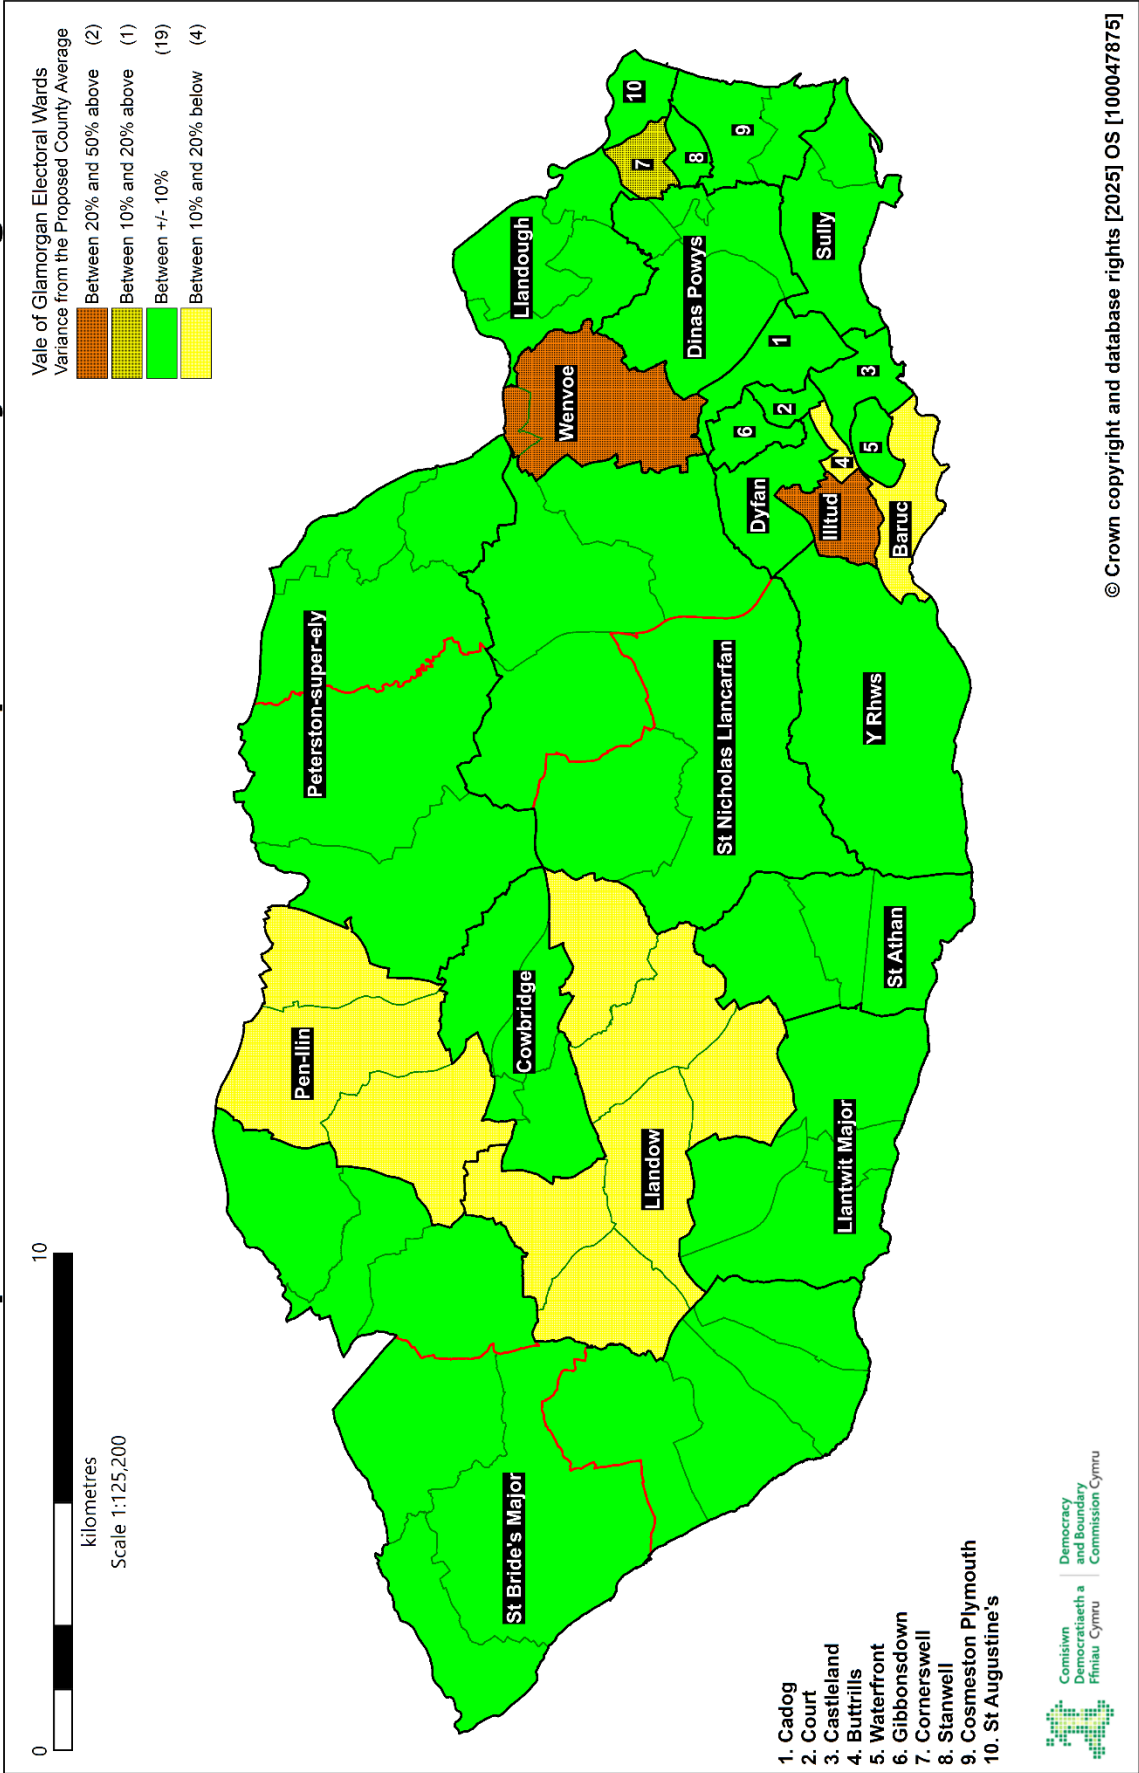 Vale of Glamorgan Electoral Wards
Variance from the Proposed County Average
Between 20% and 50% above (2)
Between 10% and 20% above (1)
Between +/- 10% (19)
Between 10% and 20% below (4)
0 10
kilometres
Scale 1:125,200
Peterston-super-ely
Pen-llin
Llandough
Wenvoe
Cowbridge
St Bride's Major
Llandow
Dinas Powys
St Nicholas Llancarfan
Dyfan
Illtud
Baruc
Sully
Y Rhws
St Athan
Llantwit Major
10
7
8
9
1
2
6
3
4
5
1. Cadog
2. Court
3. Castleland
4. Buttrills
5. Waterfront
6. Gibbonsdown
7. Cornerswell
8. Stanwell
9. Cosmeston Plymouth
10. St Augustine's
Comisiwn
Democratiaeth a
Ffiniau Cymru
Democracy
and Boundary
Commission Cymru
© Crown copyright and database rights [2025] OS [100047875]